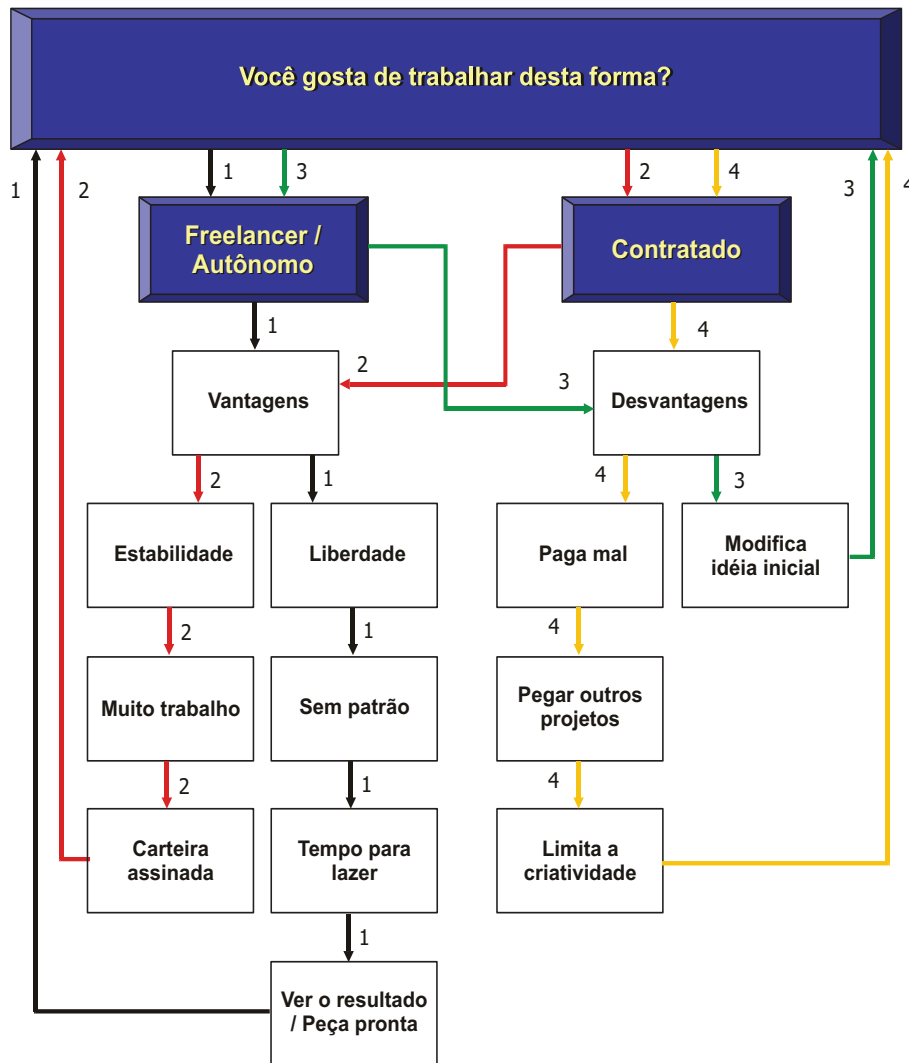 Você gosta de trabalhar desta forma?
1
2
1
3
2
4
3
4
Freelancer /
Autônomo
Contratado
1
4
2
3
Vantagens
Desvantagens
2
1
4
3
Estabilidade
Liberdade
Paga mal
Modifica
idéia inicial
2
1
4
Muito trabalho
Sem patrão
Pegar outros
projetos
2
1
4
Carteira
assinada
Tempo para
lazer
Limita a
criatividade
1
Ver o resultado
/ Peça pronta